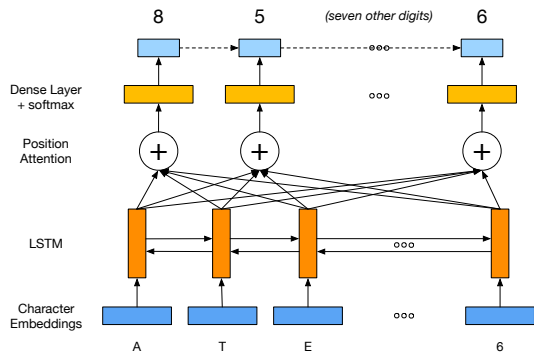 8 5 (seven other digits) 6
Dense Layer
+ softmax
Position
Attention
+ + +
LSTM
Character
Embeddings
A T E 6